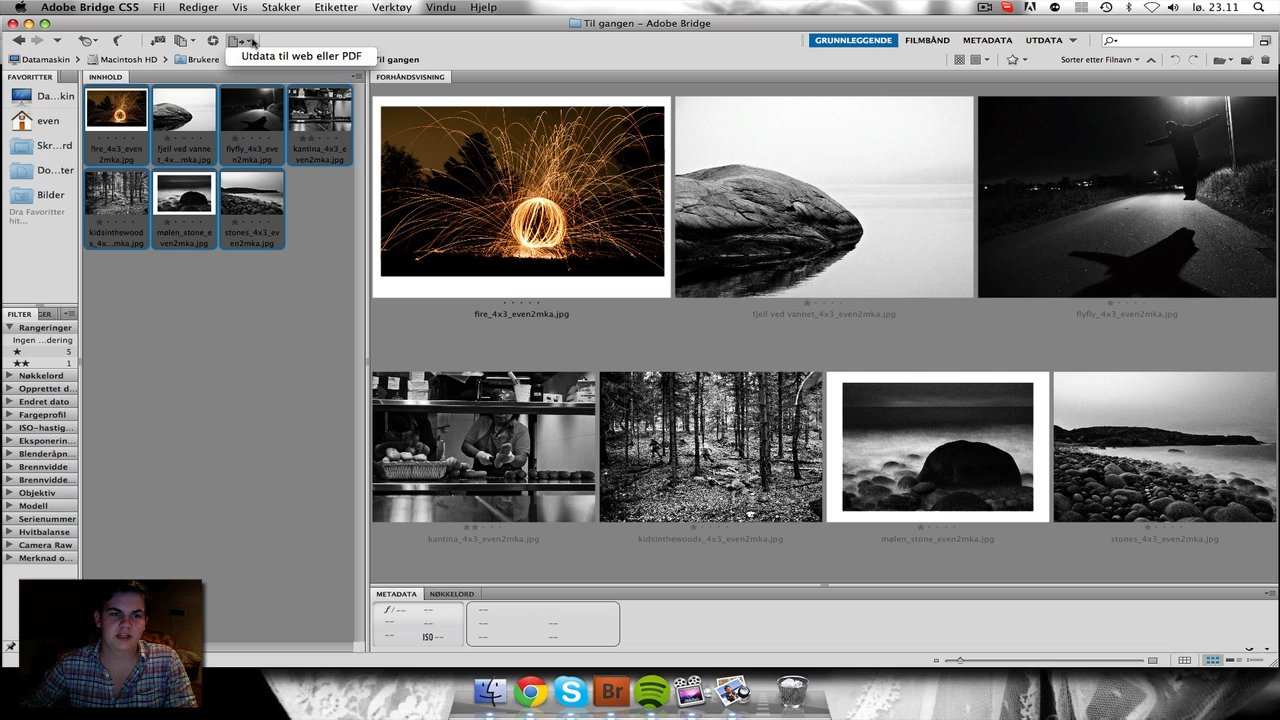 Adobe Bridge CS5 Fil Rediger Vis Stakker Etiketter Verktøy Vindu Hjelp lø. 23.11
Til gangen – Adobe Bridge
GRUNNLEGGENDE FILMBÅND METADATA UTDATA
Utdata til web eller PDF
Datamaskin Macintosh HD Brukere Til gangen Sorter etter Filnavn
FAVORITTER
Da...kin
even
Skr...rd
Do...ter
Bilder
Dra Favoritter
hit...
FILTER GER
Rangeringer
Ingen ...dering
★ 5
★★ 1
Nøkkelord
Opprettet d...
Endret dato
Fargeprofil
ISO-hastig...
Eksponerin...
Blenderåpn...
Brennvidde
Brennvidde...
Objektiv
Modell
Serienummer
Hvitbalanse
Camera Raw
Merknad o...
INNHOLD
fire_4x3_even
2mka.jpg
fjell ved vanne
t_4x...mka.jpg
flyfly_4x3_eve
n2mka.jpg
kantina_4x3_e
ven2mka.jpg
kidsinthewood
s_4x...mka.jpg
mølen_stone_e
ven2mka.jpg
stones_4x3_ev
en2mka.jpg
FORHÅNDSVISNING
fire_4x3_even2mka.jpg
fjell ved vannet_4x3_even2mka.jpg
flyfly_4x3_even2mka.jpg
kantina_4x3_even2mka.jpg
kidsinthewoods_4x3_even2mka.jpg
mølen_stone_even2mka.jpg
stones_4x3_even2mka.jpg
METADATA NØKKELORD
ƒ/-- --
-- --
-- ISO --
--
-- --
-- --
Br